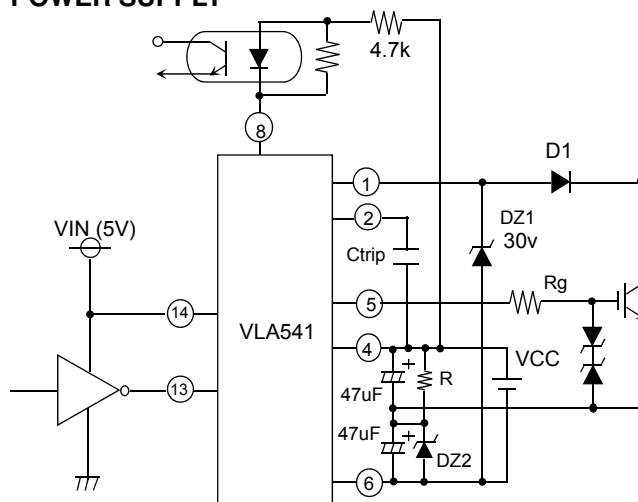 POWER SUPPLY
4.7k
8
D1
1
2
VIN (5V)
DZ1
30v
Ctrip
Rg
5
14
VLA541
4
VCC
R
47uF
13
47uF
DZ2
6